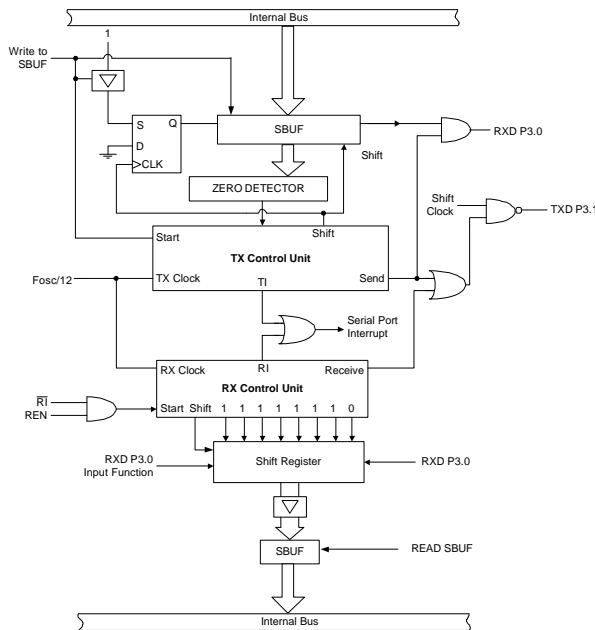 Internal Bus
1
Write to
SBUF
S
Q
D
CLK
SBUF
RXD P3.0
Shift
ZERO DETECTOR
Shift
Clock
TXD P3.1
Start
Shift
TX Control Unit
Fosc/12
TX Clock
Send
TI
Serial Port
Interrupt
RX Clock
RI
Receive
RX Control Unit
RI
REN
Start Shift 1 1 1 1 1 1 1 0
RXD P3.0
Input Function
Shift Register
RXD P3.0
SBUF
READ SBUF
Internal Bus